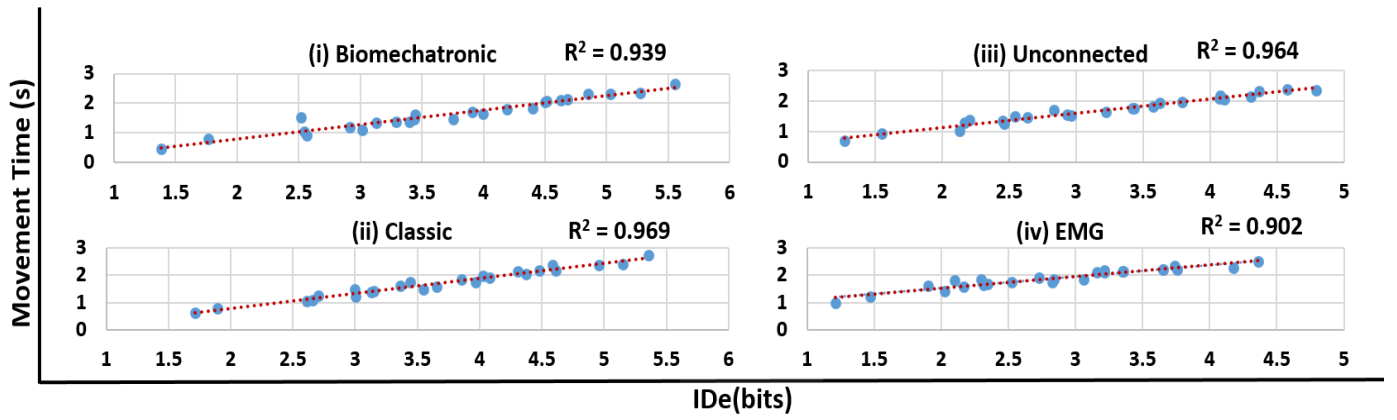 Movement Time (s)
(i) Biomechatronic
R² = 0.939
3
2
1
0
1 1.5 2 2.5 3 3.5 4 4.5 5 5.5 6
(ii) Classic
R² = 0.969
3
2
1
0
1 1.5 2 2.5 3 3.5 4 4.5 5 5.5 6
(iii) Unconnected
R² = 0.964
3
2
1
0
1 1.5 2 2.5 3 3.5 4 4.5 5
(iv) EMG
R² = 0.902
3
2
1
0
1 1.5 2 2.5 3 3.5 4 4.5 5
IDe(bits)